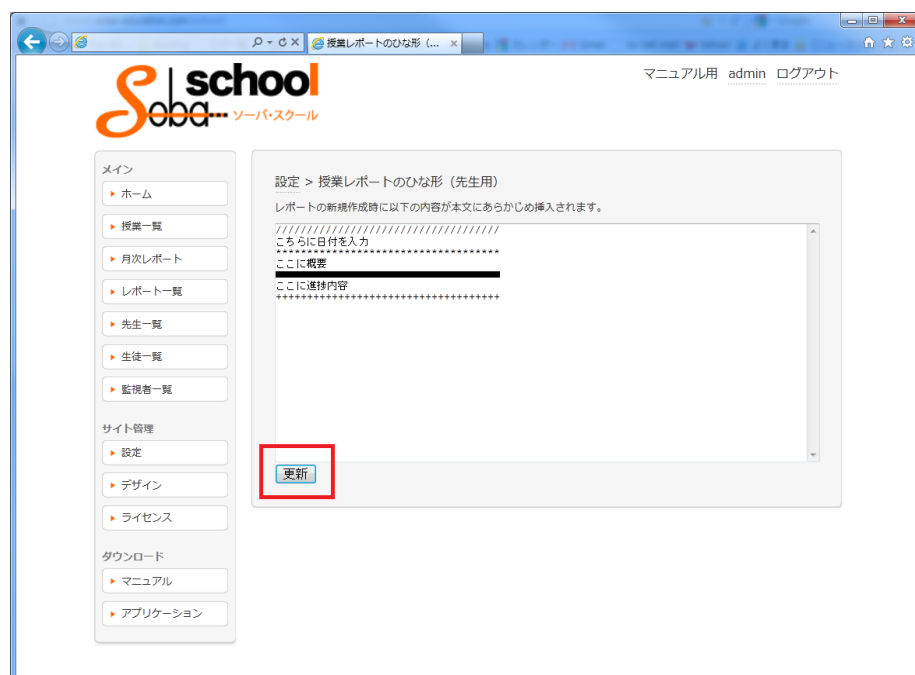 授業レポートのひな形 (... ×
school
Soba
ソーバ・スクール
マニュアル用 admin ログアウト
メイン
ホーム
授業一覧
月次レポート
レポート一覧
先生一覧
生徒一覧
監視者一覧
サイト管理
設定
デザイン
ライセンス
ダウンロード
マニュアル
アプリケーション
設定 > 授業レポートのひな形（先生用）
レポートの新規作成時に以下の内容が本文にあらかじめ挿入されます。
////////////////////////////////////
こちらに日付を入力
************************************
ここに概要
ここに進捗内容
++++++++++++++++++++++++++++++++++++
更新